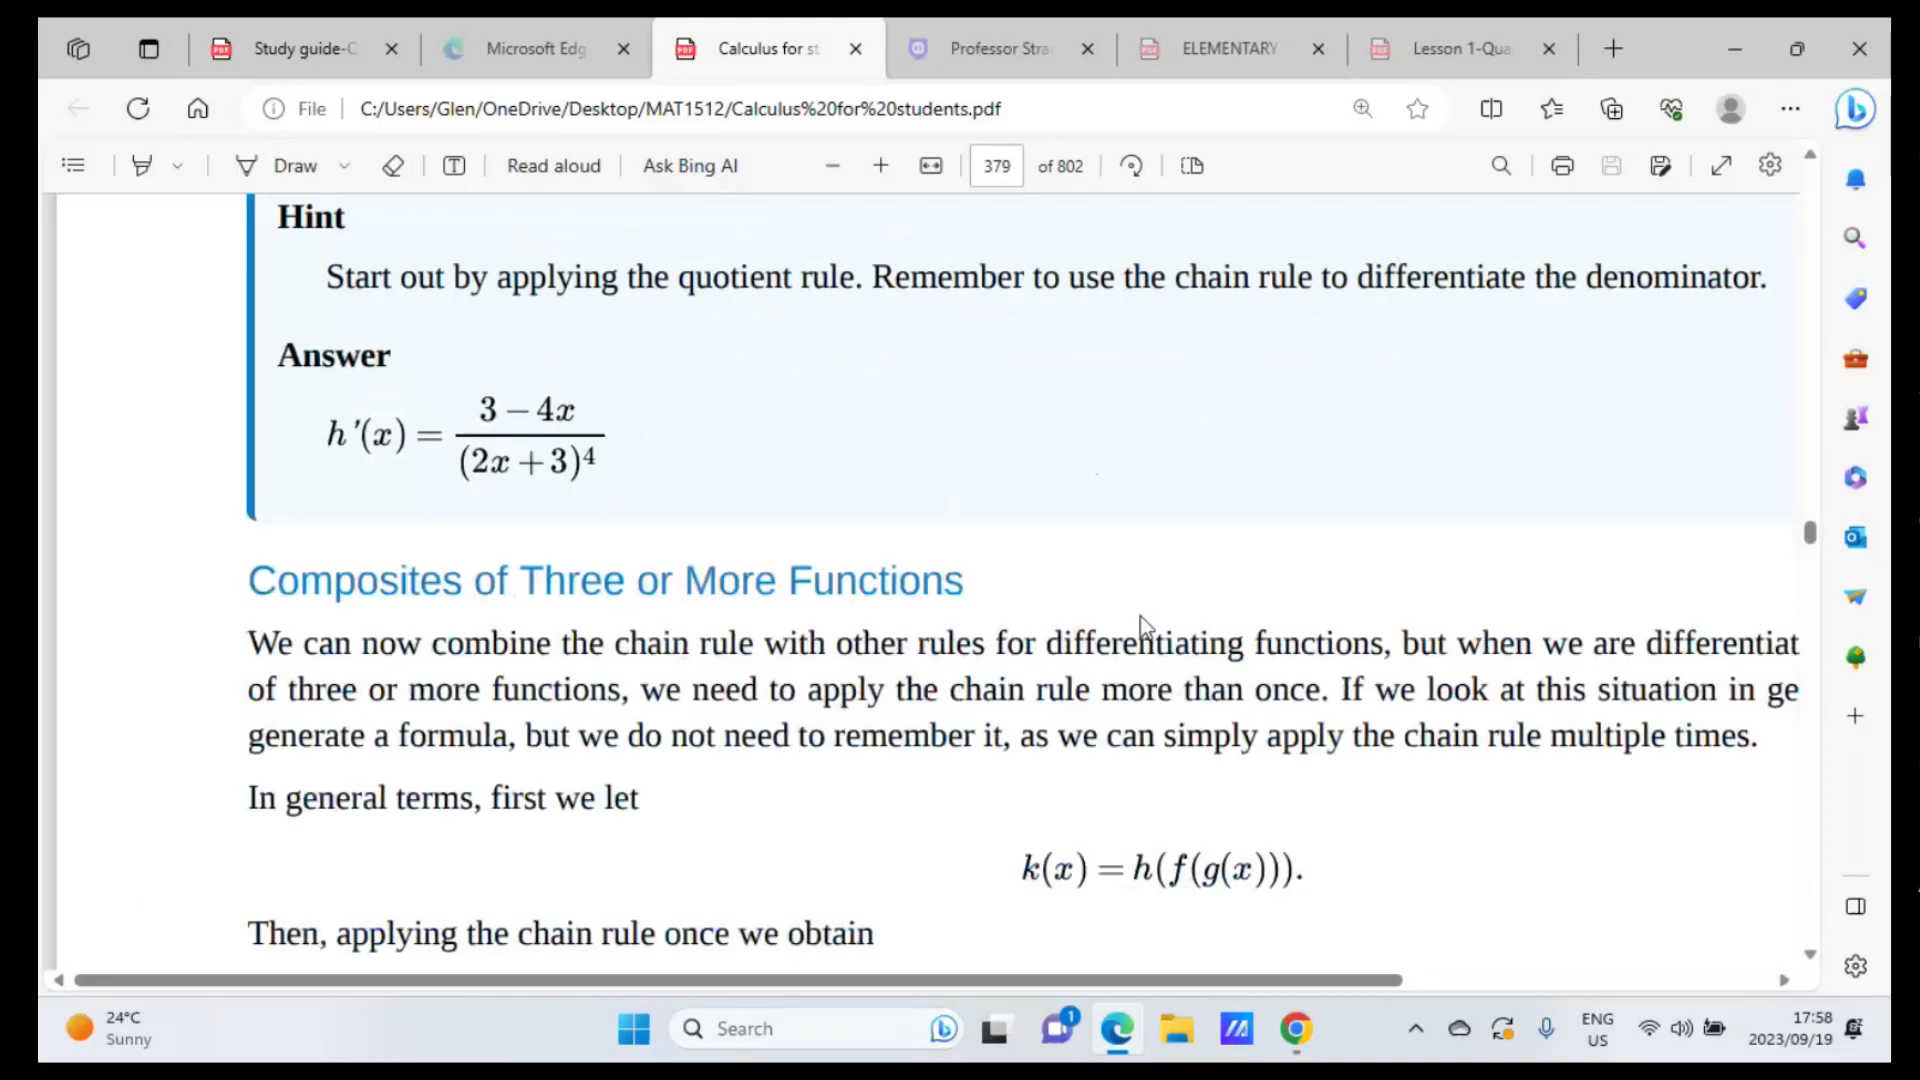 Study guide-C
Microsoft Edg
Calculus for st
Professor Stra
ELEMENTARY
Lesson 1-Qua
File
C:/Users/Glen/OneDrive/Desktop/MAT1512/Calculus%20for%20students.pdf
Draw
Read aloud
Ask Bing AI
379
of 802
Hint
Start out by applying the quotient rule. Remember to use the chain rule to differentiate the denominator.
Answer
h'(x) = \frac{3 − 4x}{(2x + 3)^4}
Composites of Three or More Functions
We can now combine the chain rule with other rules for differentiating functions, but when we are differentiat
of three or more functions, we need to apply the chain rule more than once. If we look at this situation in ge
generate a formula, but we do not need to remember it, as we can simply apply the chain rule multiple times.
In general terms, first we let
k(x) = h(f(g(x))).
Then, applying the chain rule once we obtain
24°C
Sunny
Search
1
ENG
US
17:58
2023/09/19